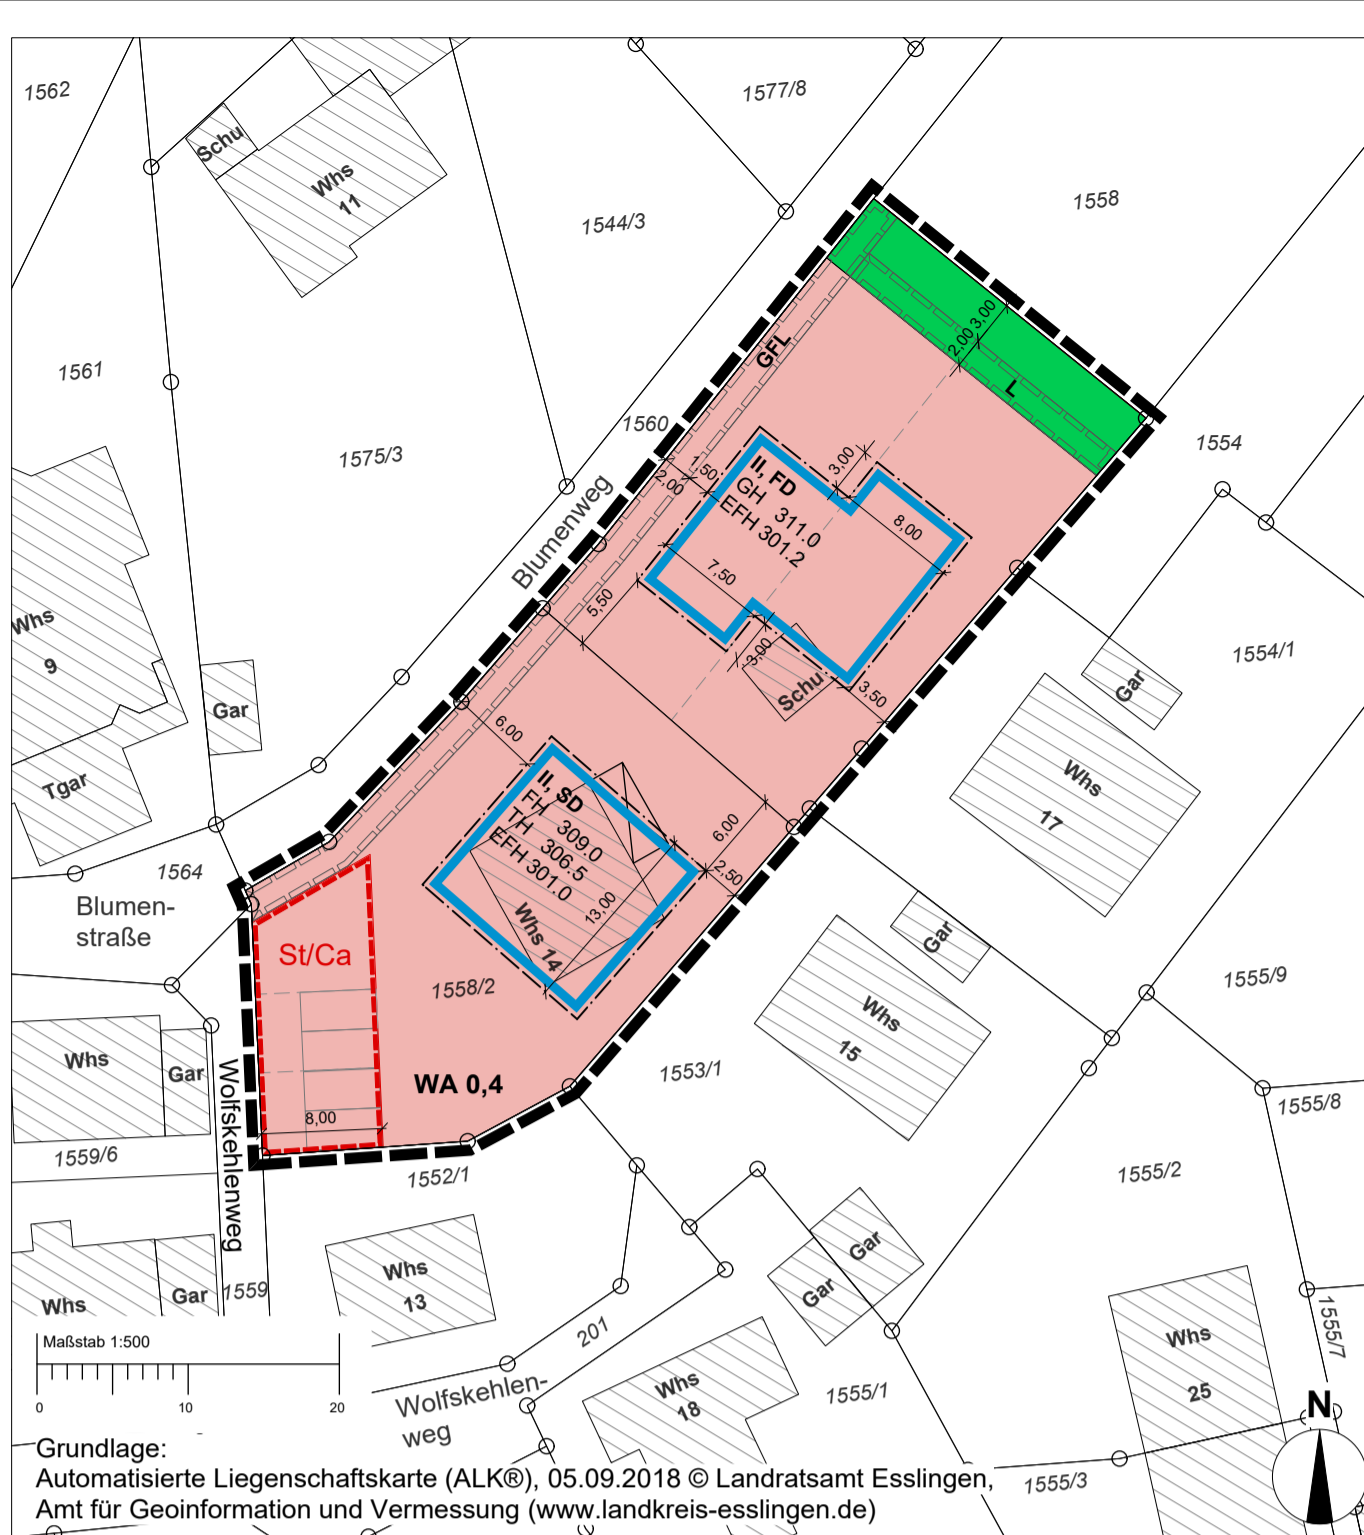 1562
1577/8
Schu
Whs
11
1558
1544/3
1561
1575/3
1560
GFL
3,00
2,00
L
1554
Blumenweg
2,00
1,50
II, FD
GH 311.0
EFH 301.2
3,00
8,00
7,50
5,50
3,00
Schu
3,50
Whs
9
Gar
Tgar
Gar
1554/1
Whs
17
6,00
II, SD
FH 309.0
TH 306.5
EFH 301.0
13,00
Whs 14
6,00
2,50
1564
Blumen-
straße
St/Ca
1558/2
WA 0,4
8,00
Gar
Whs
15
1555/9
1553/1
1555/8
Whs
Gar
Wolfskehlenweg
1559/6
1552/1
1555/2
Whs
Gar
1559
Whs
13
Gar
Gar
201
Whs
18
Wolfskehlen-
weg
1555/1
Whs
25
1555/7
1555/3
N
Maßstab 1:500
0 10 20
Grundlage:
Automatisierte Liegenschaftskarte (ALK®), 05.09.2018 © Landratsamt Esslingen,
Amt für Geoinformation und Vermessung (www.landkreis-esslingen.de)